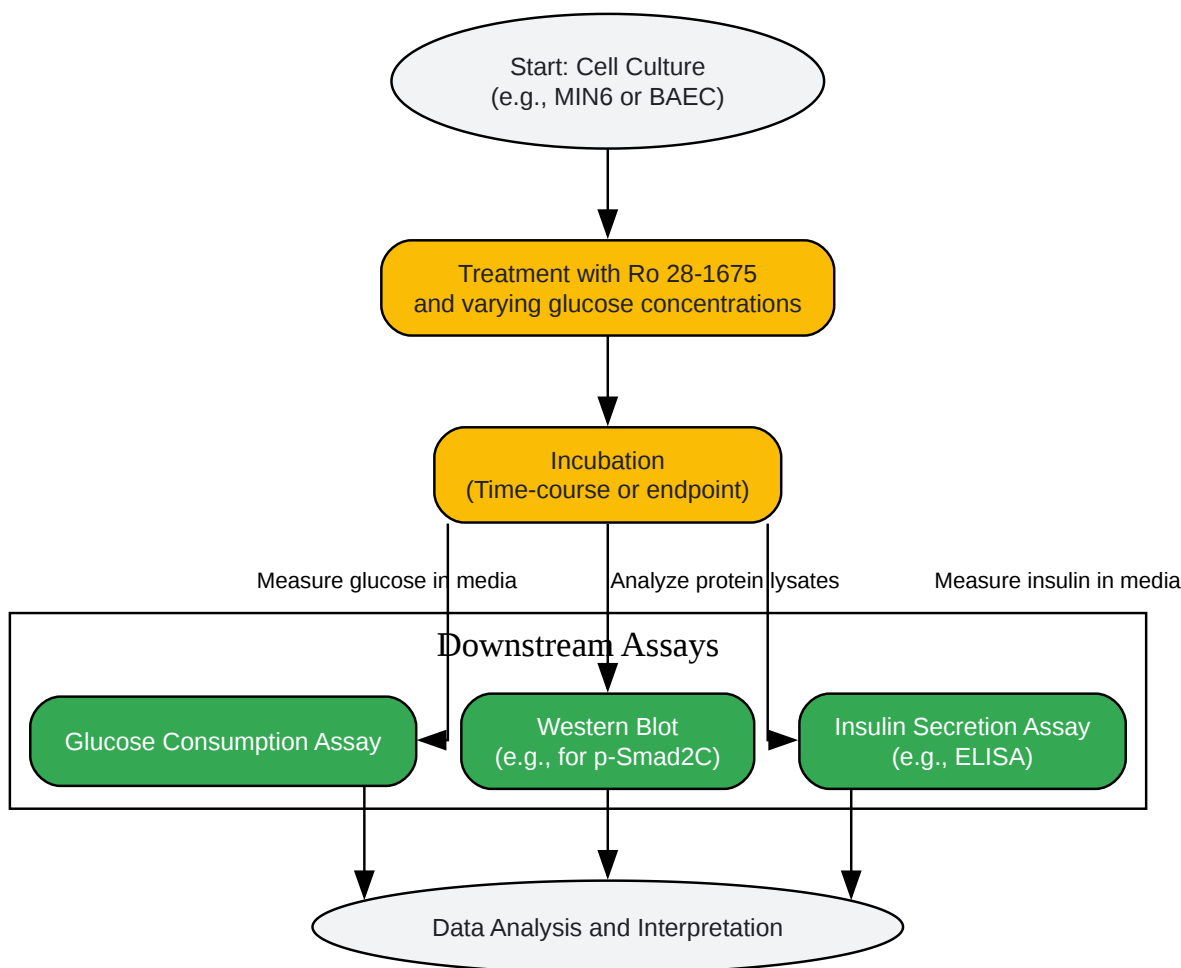 Start: Cell Culture
(e.g., MIN6 or BAEC)
Treatment with Ro 28-1675
and varying glucose concentrations
Incubation
(Time-course or endpoint)
Measure glucose in media
Analyze protein lysates
Measure insulin in media
Downstream Assays
Glucose Consumption Assay
Western Blot
(e.g., for p-Smad2C)
Insulin Secretion Assay
(e.g., ELISA)
Data Analysis and Interpretation